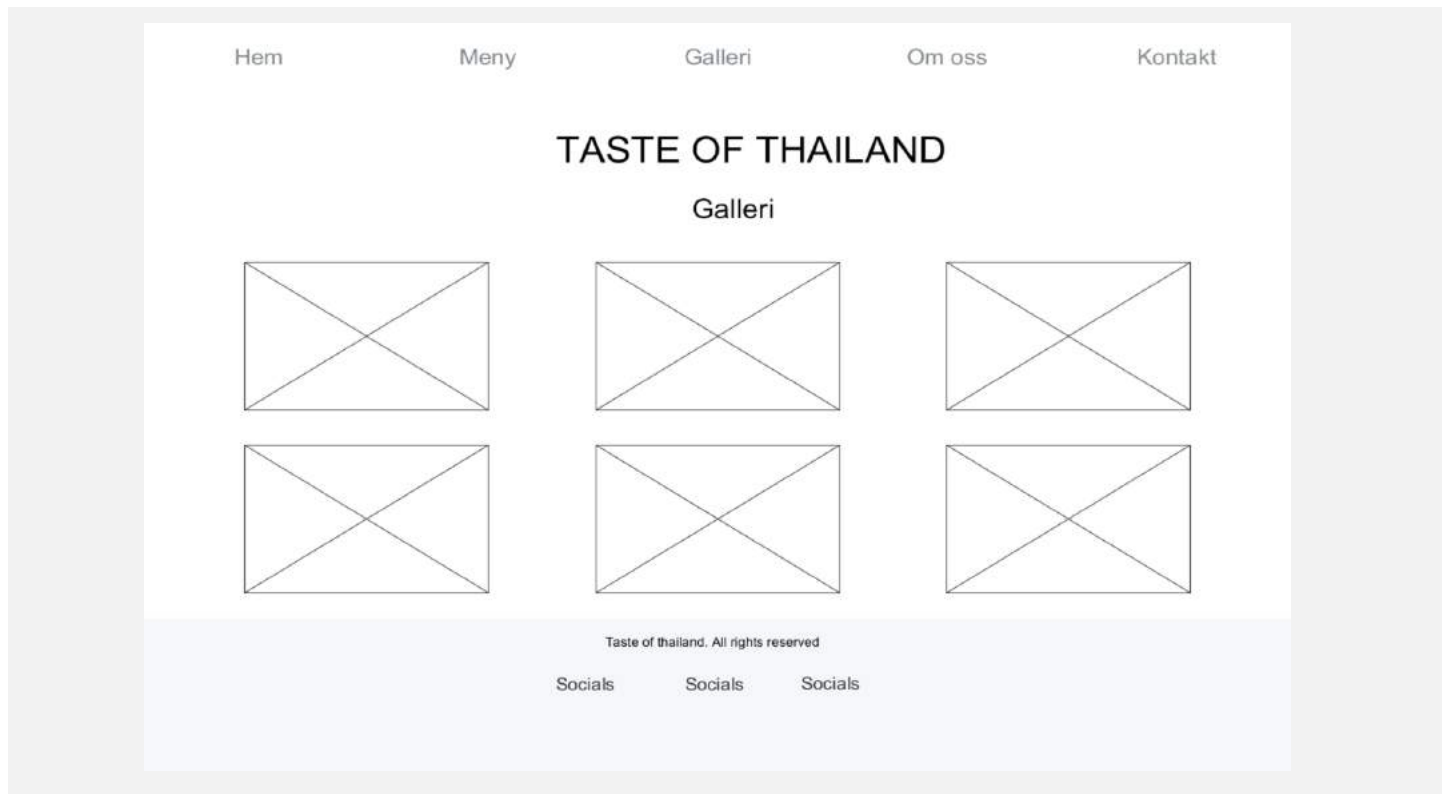 Hem Meny Galleri Om oss Kontakt
TASTE OF THAILAND
Galleri
Taste of thailand. All rights reserved
Socials Socials Socials